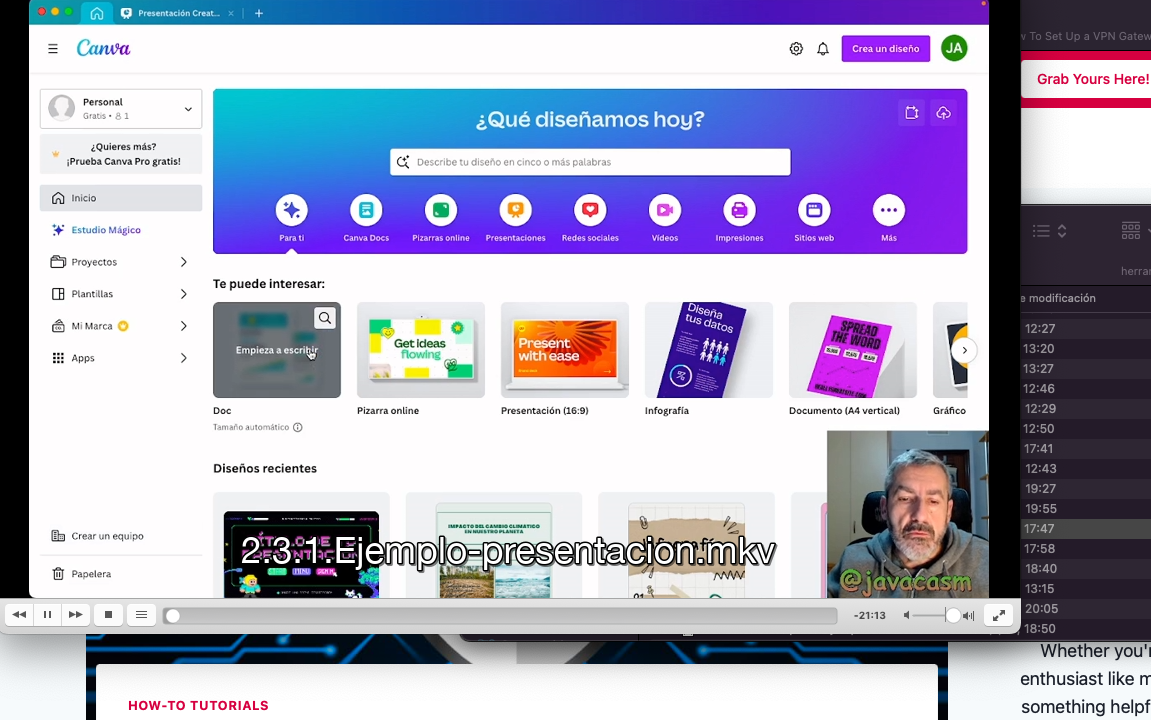 Presentación Creat...
w To Set Up a VPN Gatew
Canva
Crea un diseño
JA
Grab Yours Here!
Personal
Gratis • 1
¿Quieres más?
¡Prueba Canva Pro gratis!
Inicio
Estudio Mágico
Proyectos
Plantillas
Mi Marca
Apps
Crear un equipo
Papelera
¿Qué diseñamos hoy?
Describe tu diseño en cinco o más palabras
Para ti
Canva Docs
Pizarras online
Presentaciones
Redes sociales
Vídeos
Impresiones
Sitios web
Más
Te puede interesar:
Empieza a escribir
Get ideas
flowing
Present
with ease
Diseña
tus datos
SPREAD
THE WORD
Doc
Pizarra online
Presentación (16:9)
Infografía
Documento (A4 vertical)
Gráfico
Tamaño automático
Diseños recientes
IMPACTO DEL CAMBIO CLIMÁTICO
EN NUESTRO PLANETA
2.3.1 Ejemplo-presentacion.mkv
@javacasm
-21:13
herrar
e modificación
12:27
13:20
13:27
12:46
12:29
12:50
17:41
12:43
19:27
19:55
17:47
17:58
18:40
13:15
20:05
18:50
HOW-TO TUTORIALS
Whether you'r
enthusiast like m
something helpf